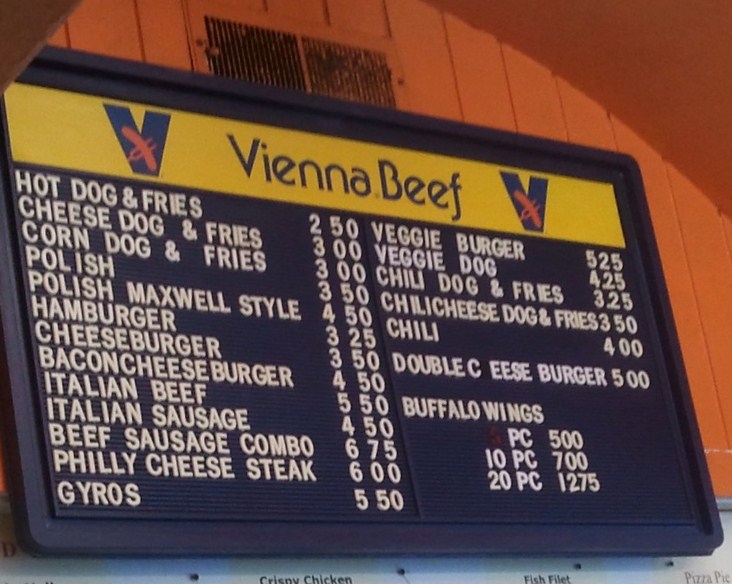 Vienna Beef
HOT DOG & FRIES 2 50
CHEESE DOG & FRIES 3 00
CORN DOG & FRIES 3 00
POLISH 3 50
POLISH MAXWELL STYLE 4 50
HAMBURGER 3 25
CHEESEBURGER 3 50
BACONCHEESEBURGER 4 50
ITALIAN BEEF 5 50
ITALIAN SAUSAGE 4 50
BEEF SAUSAGE COMBO 6 75
PHILLY CHEESE STEAK 6 00
GYROS 5 50
VEGGIE BURGER 525
VEGGIE DOG 425
CHILI DOG & FRIES 325
CHILICHEESE DOG & FRIES 3 50
CHILI 4 00
DOUBLE C EESE BURGER 5 00
BUFFALO WINGS
5 PC 500
10 PC 700
20 PC 1275
Crispy Chicken
Fish Filet
Pizza